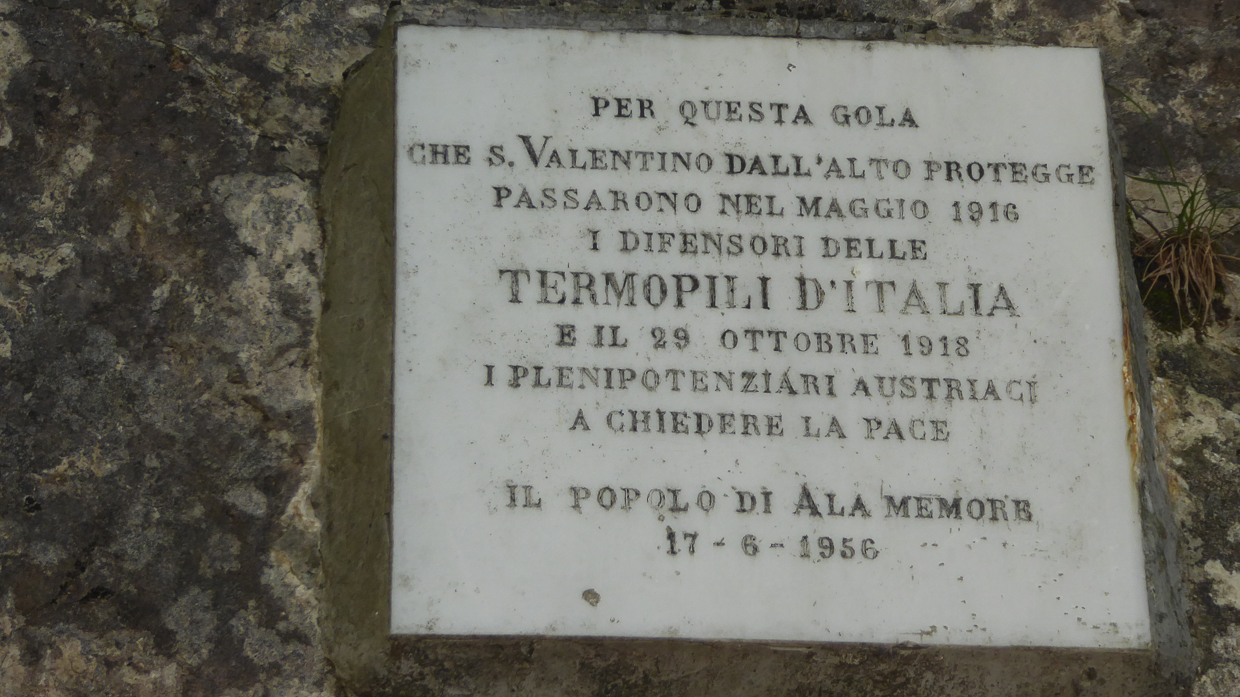 PER QUESTA GOLA
CHE S. VALENTINO DALL'ALTO PROTEGGE
PASSARONO NEL MAGGIO 1916
I DIFENSORI DELLE
TERMOPILI D'ITALIA
E IL 29 OTTOBRE 1918
I PLENIPOTENZIARI AUSTRIACI
A CHIEDERE LA PACE
IL POPOLO DI ALA MEMORE
17-6-1956